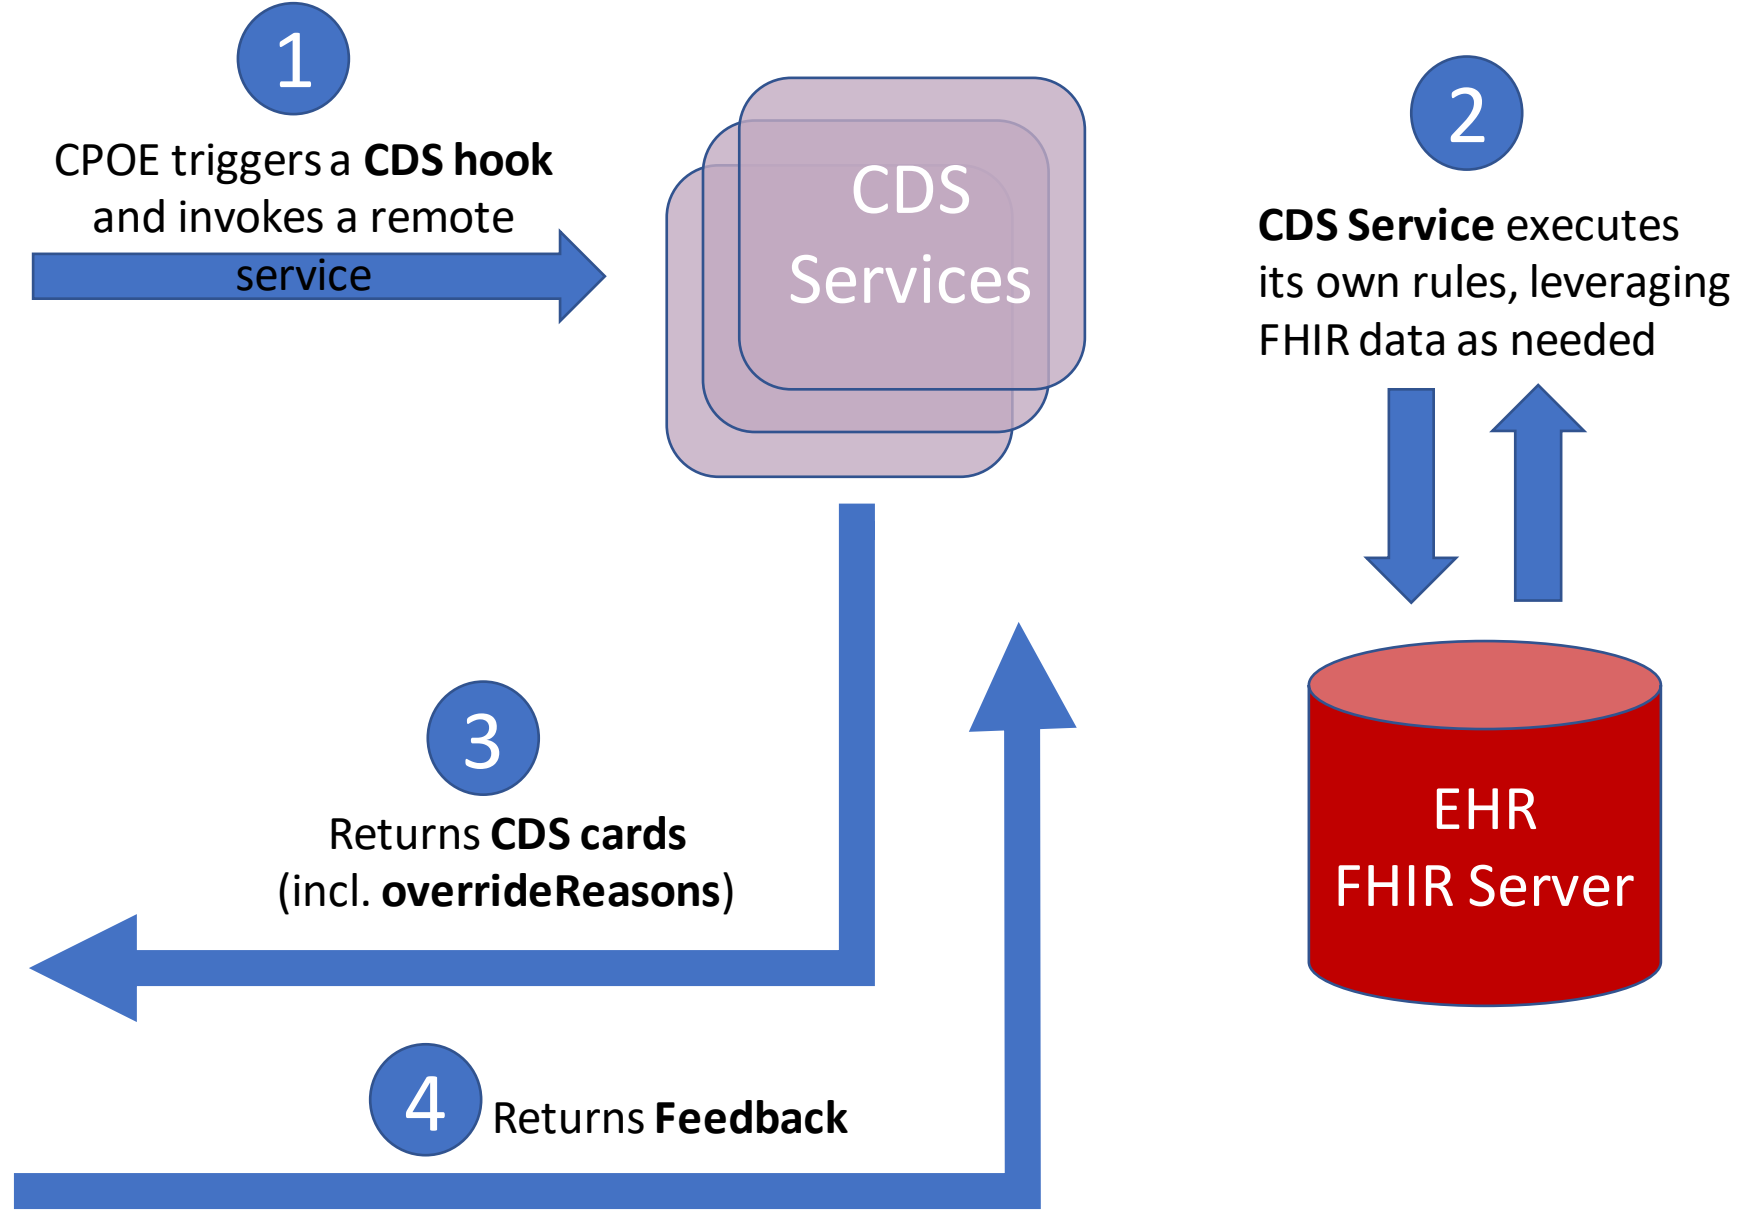 1
CPOE triggers a CDS hook
and invokes a remote
service
CDS
Services
2
CDS Service executes
its own rules, leveraging
FHIR data as needed
EHR
FHIR Server
3
Returns CDS cards
(incl. overrideReasons)
4
Returns Feedback